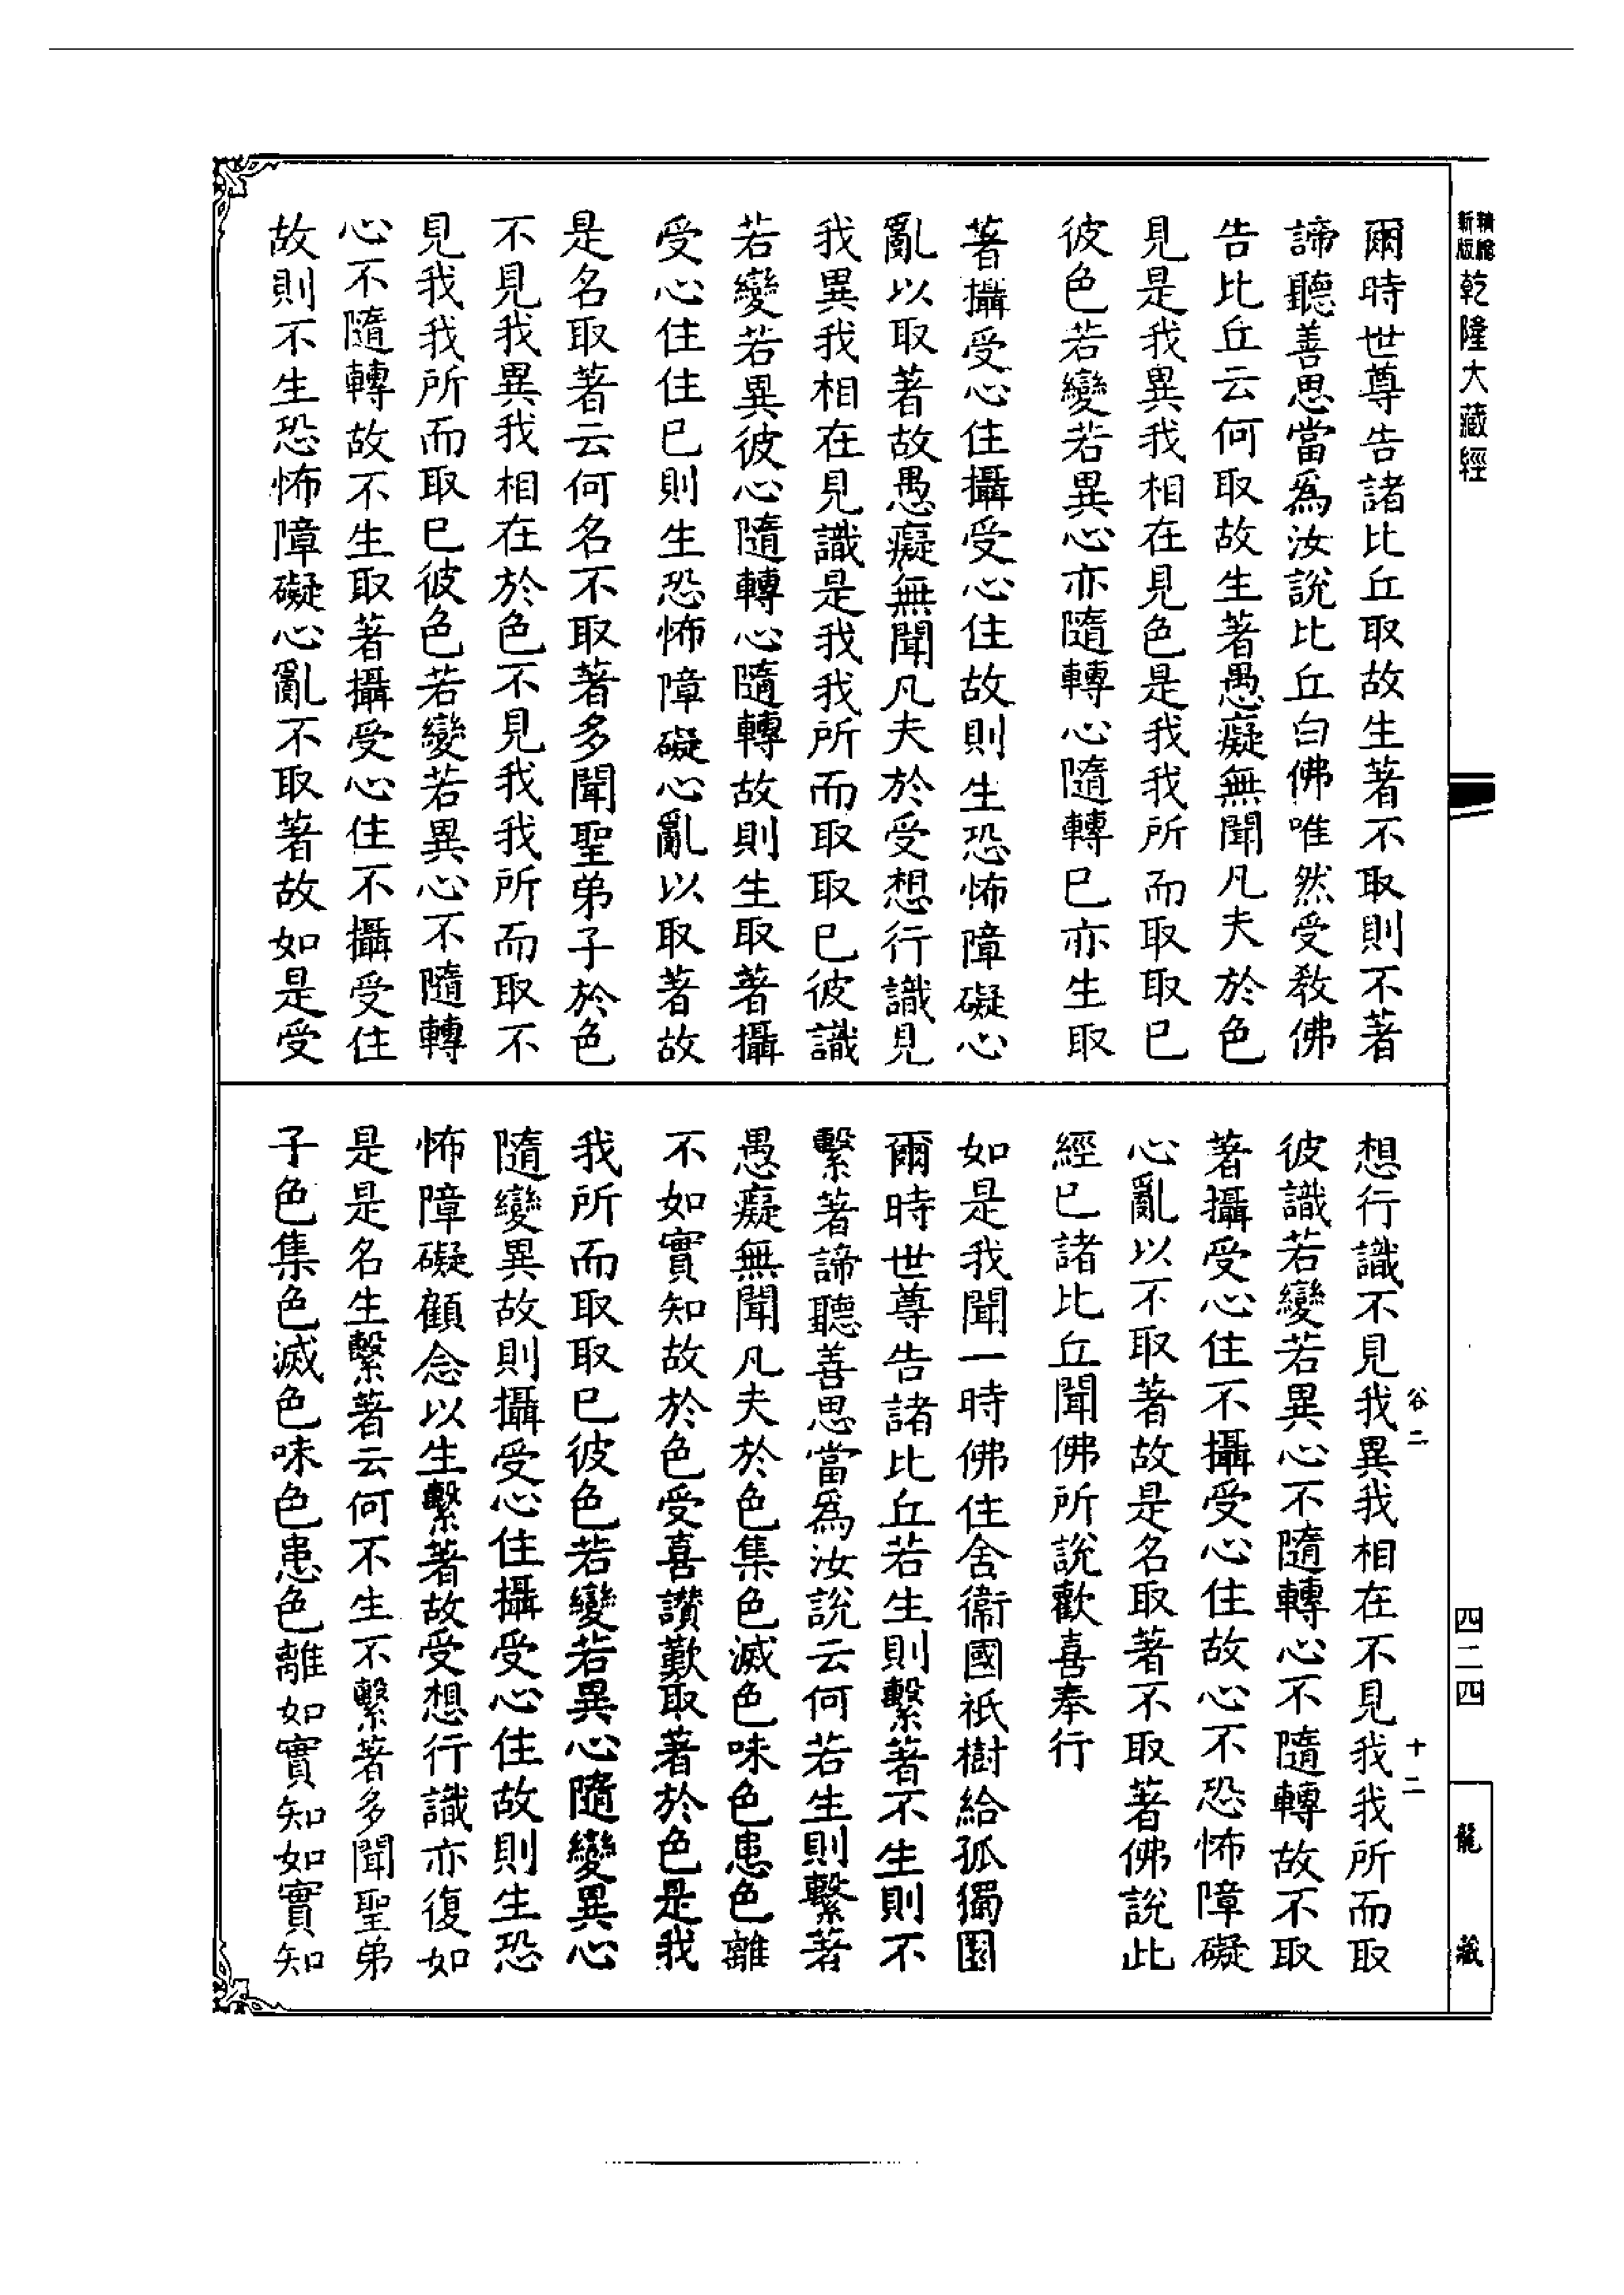 新版
精縮
乾隆大藏經
爾時世尊告諸比丘取故生著不取則不著
諦聽善思當爲汝說比丘白佛唯然受教佛
告比丘云何取故生著愚癡無聞凡夫於色
見是我異我相在見色是我我所而取取已
彼色若變若異心亦隨轉心隨轉已亦生取
著攝受心住攝受心住故則生恐怖障礙心
亂以取著故愚癡無聞凡夫於受想行識見
我異我相在見識是我我所而取取已彼識
若變若異彼心隨轉心隨轉故則生取著攝
受心住住已則生恐怖障礙心亂以取著故
是名取著云何名不取著多聞聖弟子於色
不見我異我相在於色不見我我所而取不
見我我所而取已彼色若變若異心不隨轉
心不隨轉故不生取著攝受心住不攝受住
故則不生恐怖障礙心亂不取著故如是受
想行識不見我異我相在不見我我所而取
彼識若變若異心不隨轉心不隨轉故不取
著攝受心住不攝受心住故心不恐怖障礙
心亂以不取著故是名取著不取著佛說此
經已諸比丘聞佛所說歡喜奉行
如是我聞一時佛住舍衞國祇樹給孤獨園
爾時世尊告諸比丘若生則繫著不生則不
繫著諦聽善思當爲汝說云何若生則繫著
愚癡無聞凡夫於色集色滅色味色患色離
不如實知故於色受喜讚歎取著於色是我
我所而取取已彼色若變若異心隨變異心
隨變異故則攝受心住攝受心住故則生恐
怖障礙顧念以生繫著故受想行識亦復如
是是名生繫著云何不生不繫著多聞聖弟
子色集色滅色味色患色離如實知如實知
谷二
十二
四二四
龍藏